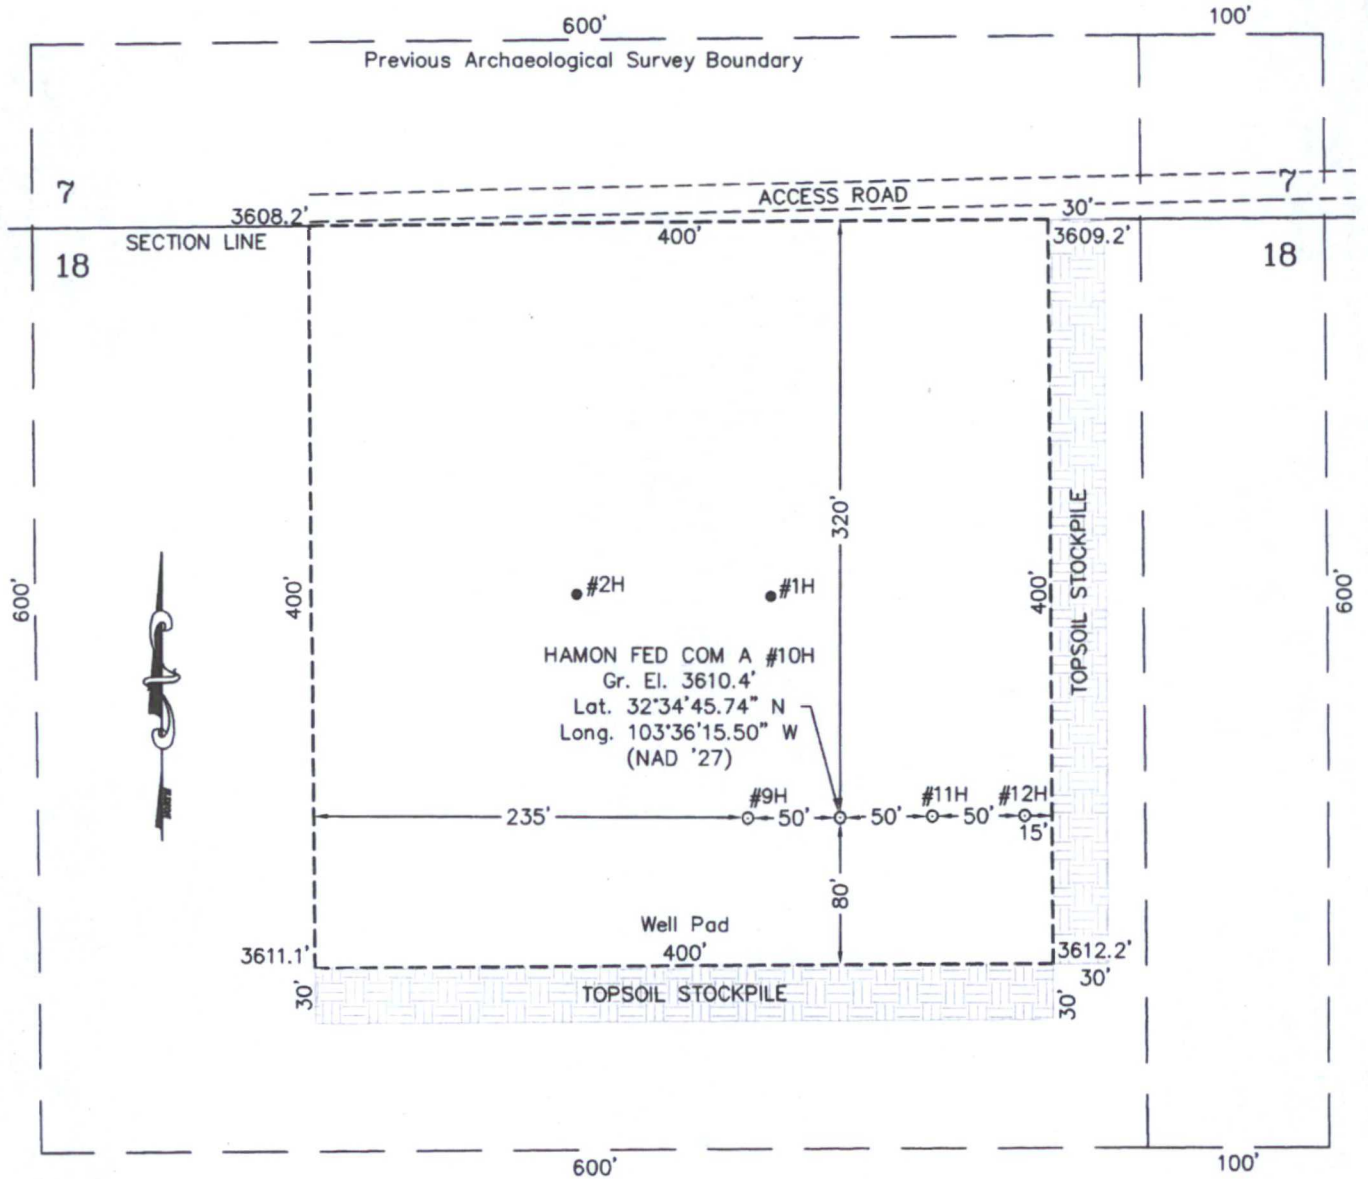 600'
100'
Previous Archaeological Survey Boundary
7
7
ACCESS ROAD
3608.2'
30'
SECTION LINE
400'
3609.2'
18
18
320'
TOPSOIL STOCKPILE
600'
400'
400'
600'
#2H
#1H
HAMON FED COM A #10H
Gr. El. 3610.4'
Lat. 32°34'45.74" N
Long. 103°36'15.50" W
(NAD '27)
#9H
#11H
#12H
235'
50'
50'
50'
15'
80'
Well Pad
3611.1'
400'
3612.2'
30'
30'
TOPSOIL STOCKPILE
30'
600'
100'